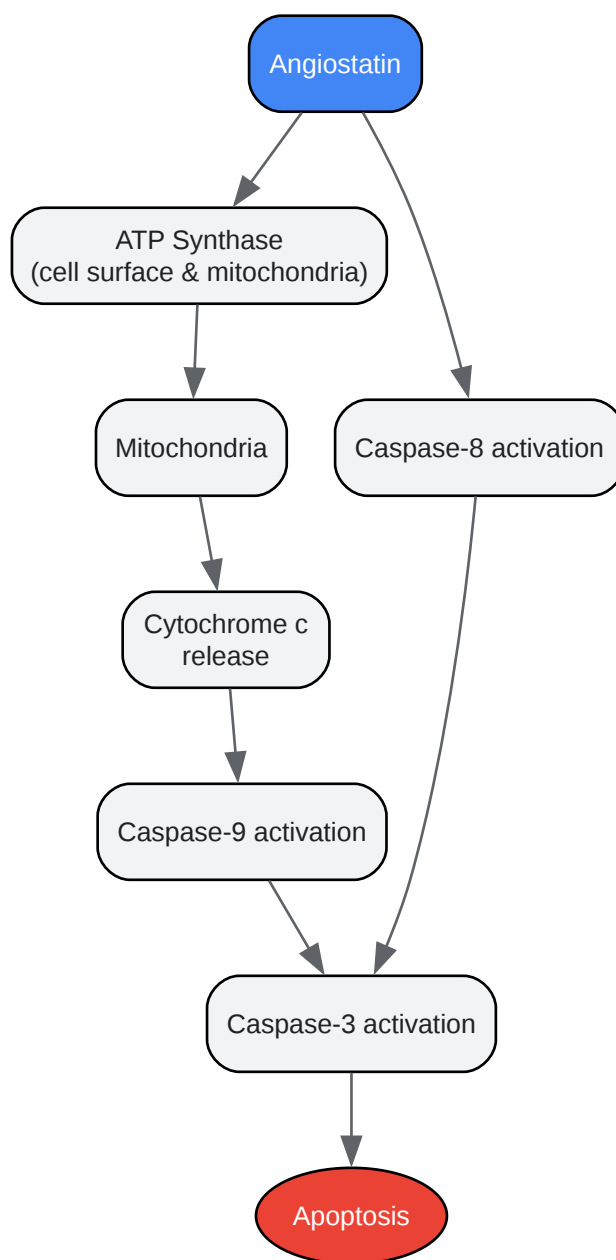 Angiostatin
ATP Synthase
(cell surface & mitochondria)
Mitochondria
Caspase-8 activation
Cytochrome c
release
Caspase-9 activation
Caspase-3 activation
Apoptosis